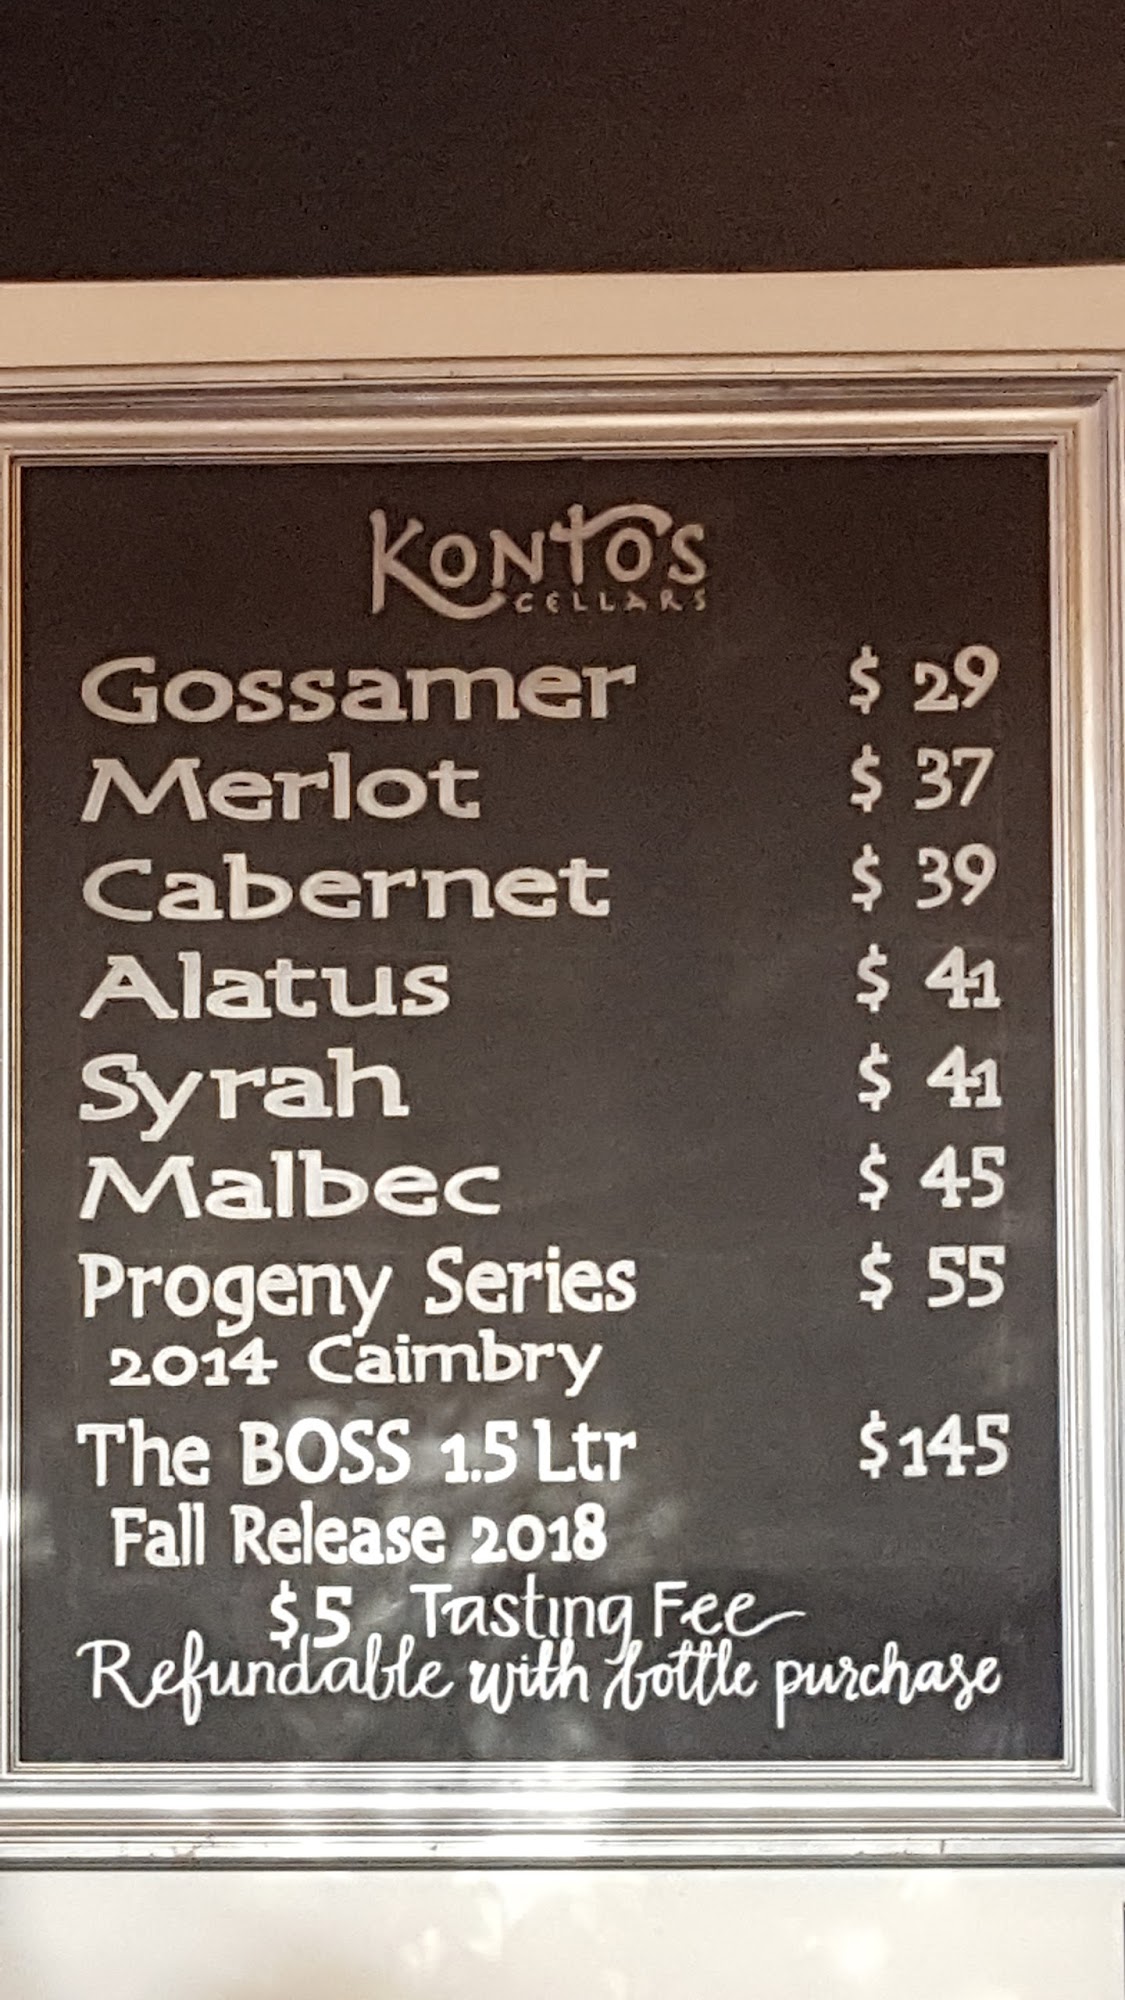 Kontos
CELLARS
Gossamer $ 29
Merlot $ 37
Cabernet $ 39
Alatus $ 41
Syrah $ 41
Malbec $ 45
Progeny Series $ 55
2014 Caimbry
The BOSS 1.5 Ltr $145
Fall Release 2018
$5 Tasting Fee
Refundable with bottle purchase